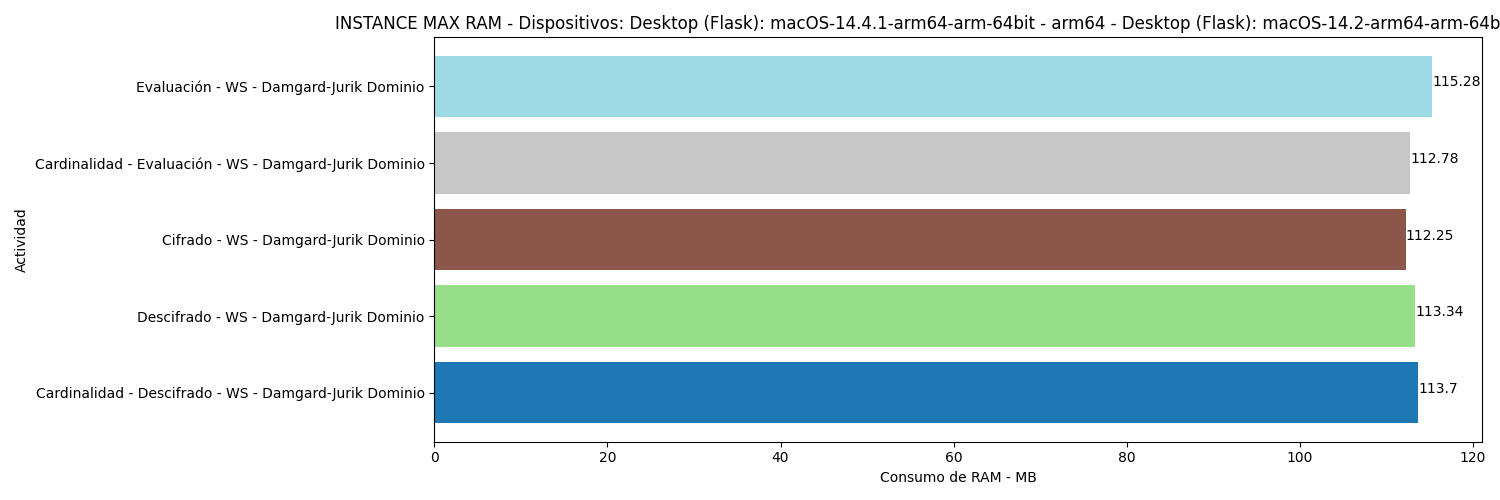 INSTANCE MAX RAM - Dispositivos: Desktop (Flask): macOS-14.4.1-arm64-arm-64bit - arm64 - Desktop (Flask): macOS-14.2-arm64-arm-64b
Evaluación - WS - Damgard-Jurik Dominio
115.28
Cardinalidad - Evaluación - WS - Damgard-Jurik Dominio
112.78
Cifrado - WS - Damgard-Jurik Dominio
112.25
Descifrado - WS - Damgard-Jurik Dominio
113.34
Cardinalidad - Descifrado - WS - Damgard-Jurik Dominio
113.7
Actividad
0 20 40 60 80 100 120
Consumo de RAM - MB